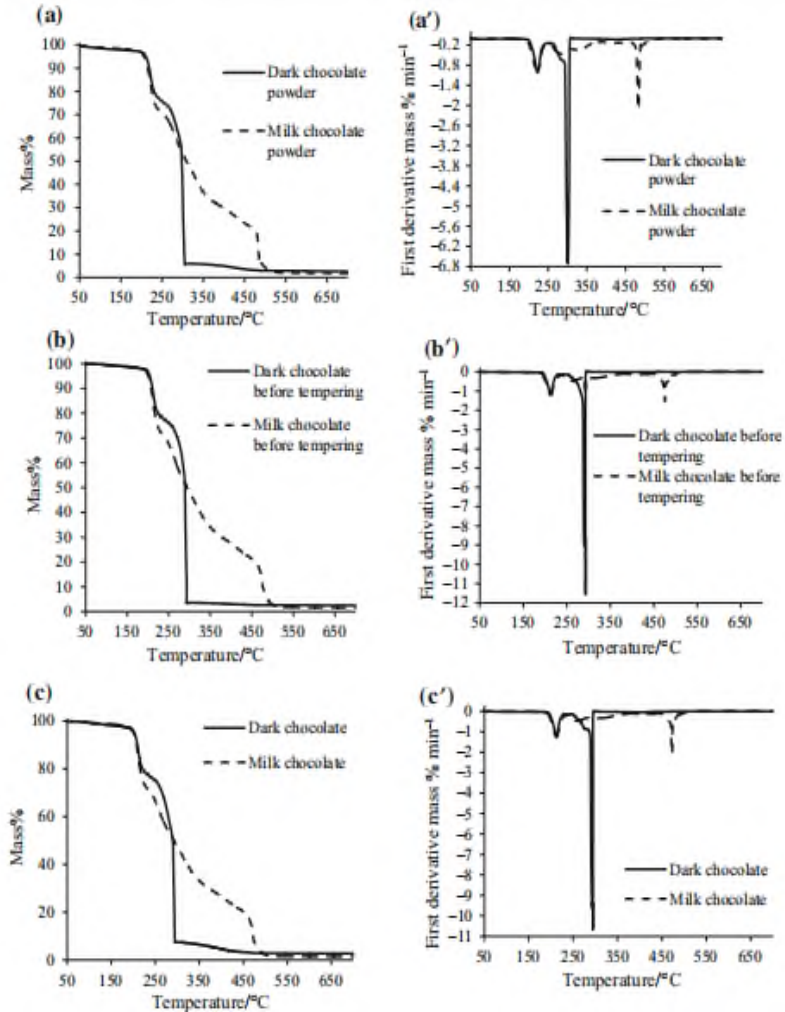 (a)
100
90
80
70
60
50
40
30
20
10
0
Mass%
Dark chocolate
powder
Milk chocolate
powder
50 150 250 350 450 550 650
Temperature/°C
(a′)
−0.2
−0.8
−1.4
−2
−2.6
−3.2
−3.8
−4.4
−5
−5.6
−6.2
−6.8
First derivative mass % min⁻¹
Dark chocolate
powder
Milk chocolate
powder
50 150 250 350 450 550 650
Temperature/°C
(b)
100
90
80
70
60
50
40
30
20
10
0
Mass%
Dark chocolate
before tempering
Milk chocolate
before tempering
50 150 250 350 450 550 650
Temperature/°C
(b′)
0
−1
−2
−3
−4
−5
−6
−7
−8
−9
−10
−11
−12
First derivative mass % min⁻¹
Dark chocolate before
tempering
Milk chocolate before
tempering
50 150 250 350 450 550 650
Temperature/°C
(c)
100
80
60
40
20
0
Mass%
Dark chocolate
Milk chocolate
50 150 250 350 450 550 650
Temperature/°C
(c′)
0
−1
−2
−3
−4
−5
−6
−7
−8
−9
−10
−11
First derivative mass % min⁻¹
Dark chocolate
Milk chocolate
50 150 250 350 450 550 650
Temperature/°C